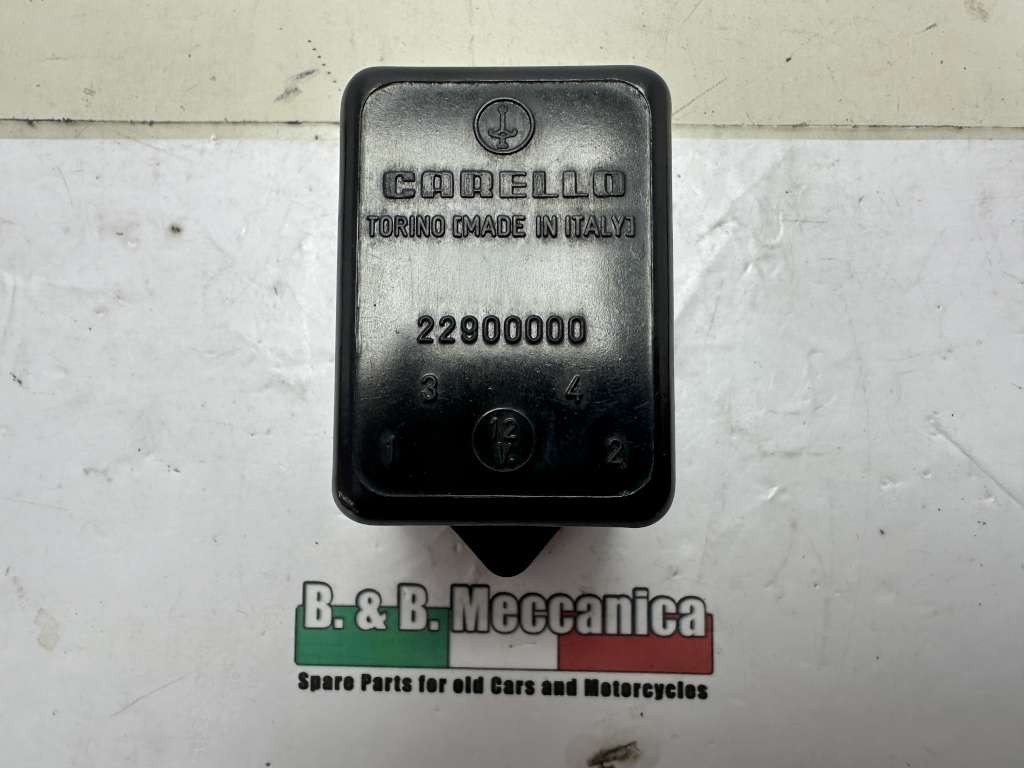 CARELLO
TORINO [MADE IN ITALY]
22900000
3 4
1 12 2
V.
B. & B. Meccanica
Spare Parts for old Cars and Motorcycles